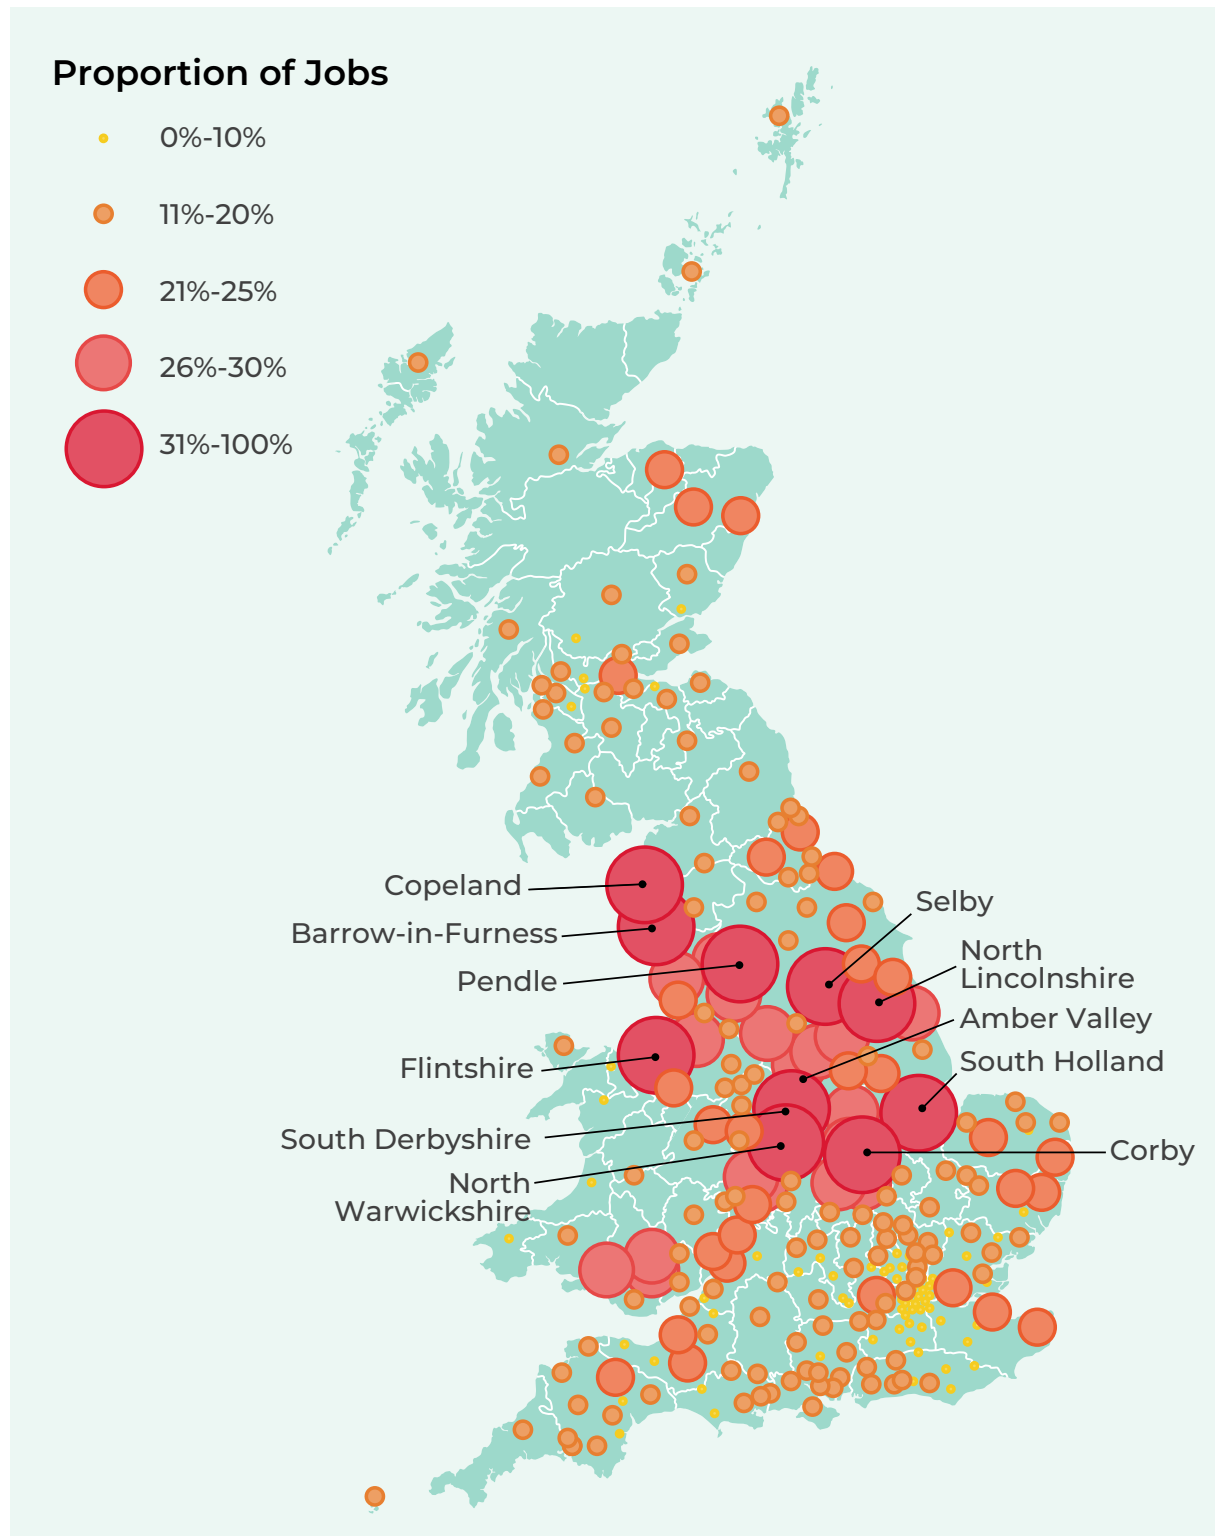 Proportion of Jobs
0%-10%
11%-20%
21%-25%
26%-30%
31%-100%
Copeland
Barrow-in-Furness
Pendle
Selby
North
Lincolnshire
Amber Valley
Flintshire
South Holland
South Derbyshire
Corby
North
Warwickshire